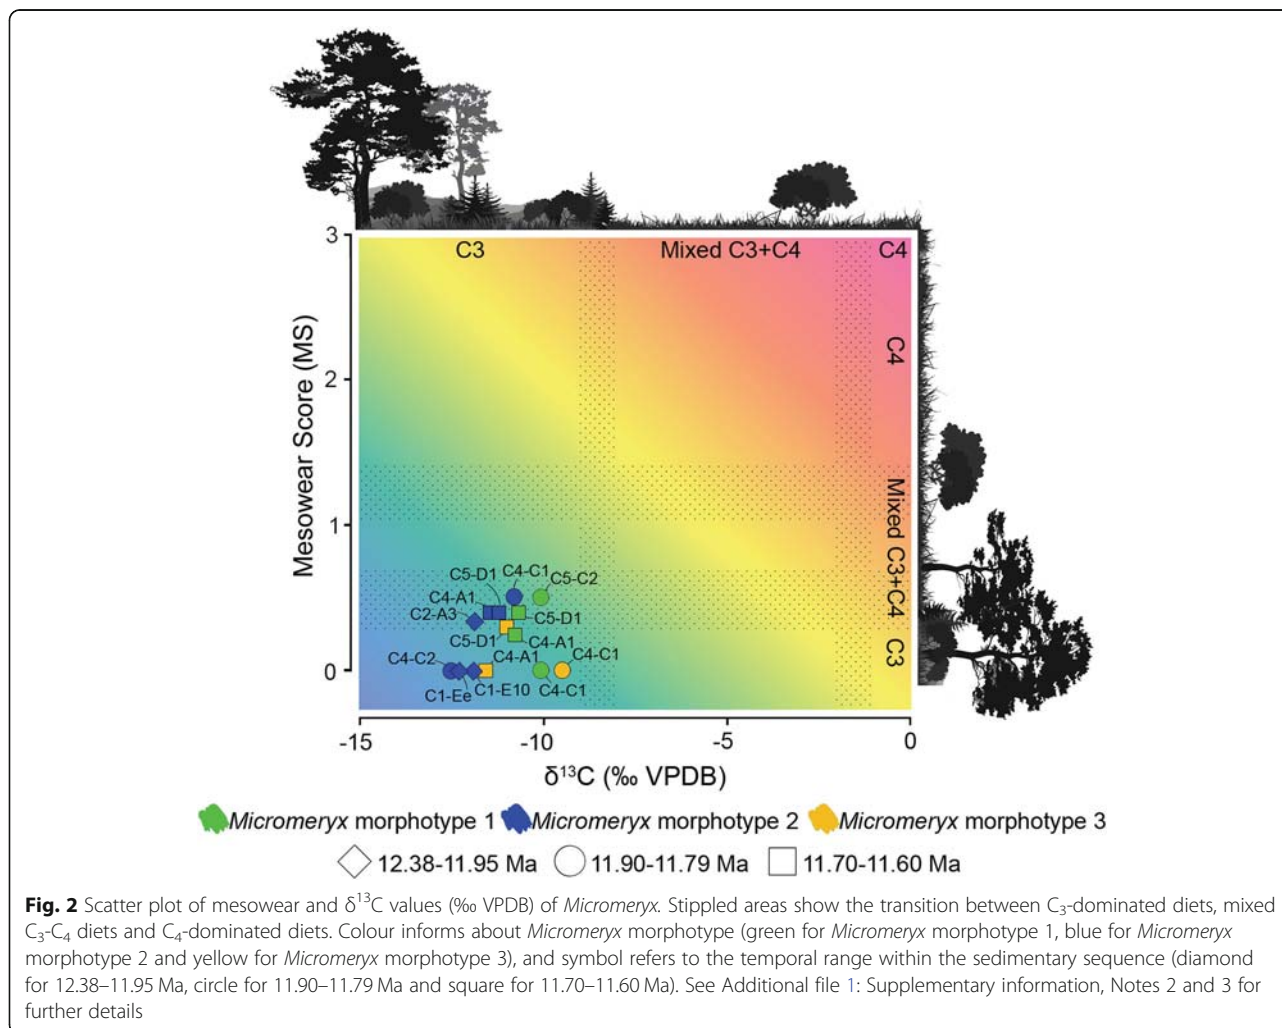 C3 Mixed C3+C4 C4
3
2
1
0
Mesowear Score (MS)
C4
Mixed C3+C4
C3
C5-D1 C4-C1 C5-C2
C4-A1
C2-A3 C5-D1
C5-D1 C4-A1
C4-C2 C4-A1 C4-C1
C1-Ee C1-E10 C4-C1
-15 -10 -5 0
δ¹³C (‰ VPDB)
Micromeryx morphotype 1 Micromeryx morphotype 2 Micromeryx morphotype 3
12.38-11.95 Ma 11.90-11.79 Ma 11.70-11.60 Ma
Fig. 2 Scatter plot of mesowear and δ¹³C values (‰ VPDB) of Micromeryx. Stippled areas show the transition between C₃-dominated diets, mixed
C₃-C₄ diets and C₄-dominated diets. Colour informs about Micromeryx morphotype (green for Micromeryx morphotype 1, blue for Micromeryx
morphotype 2 and yellow for Micromeryx morphotype 3), and symbol refers to the temporal range within the sedimentary sequence (diamond
for 12.38–11.95 Ma, circle for 11.90–11.79 Ma and square for 11.70–11.60 Ma). See Additional file 1: Supplementary information, Notes 2 and 3 for
further details